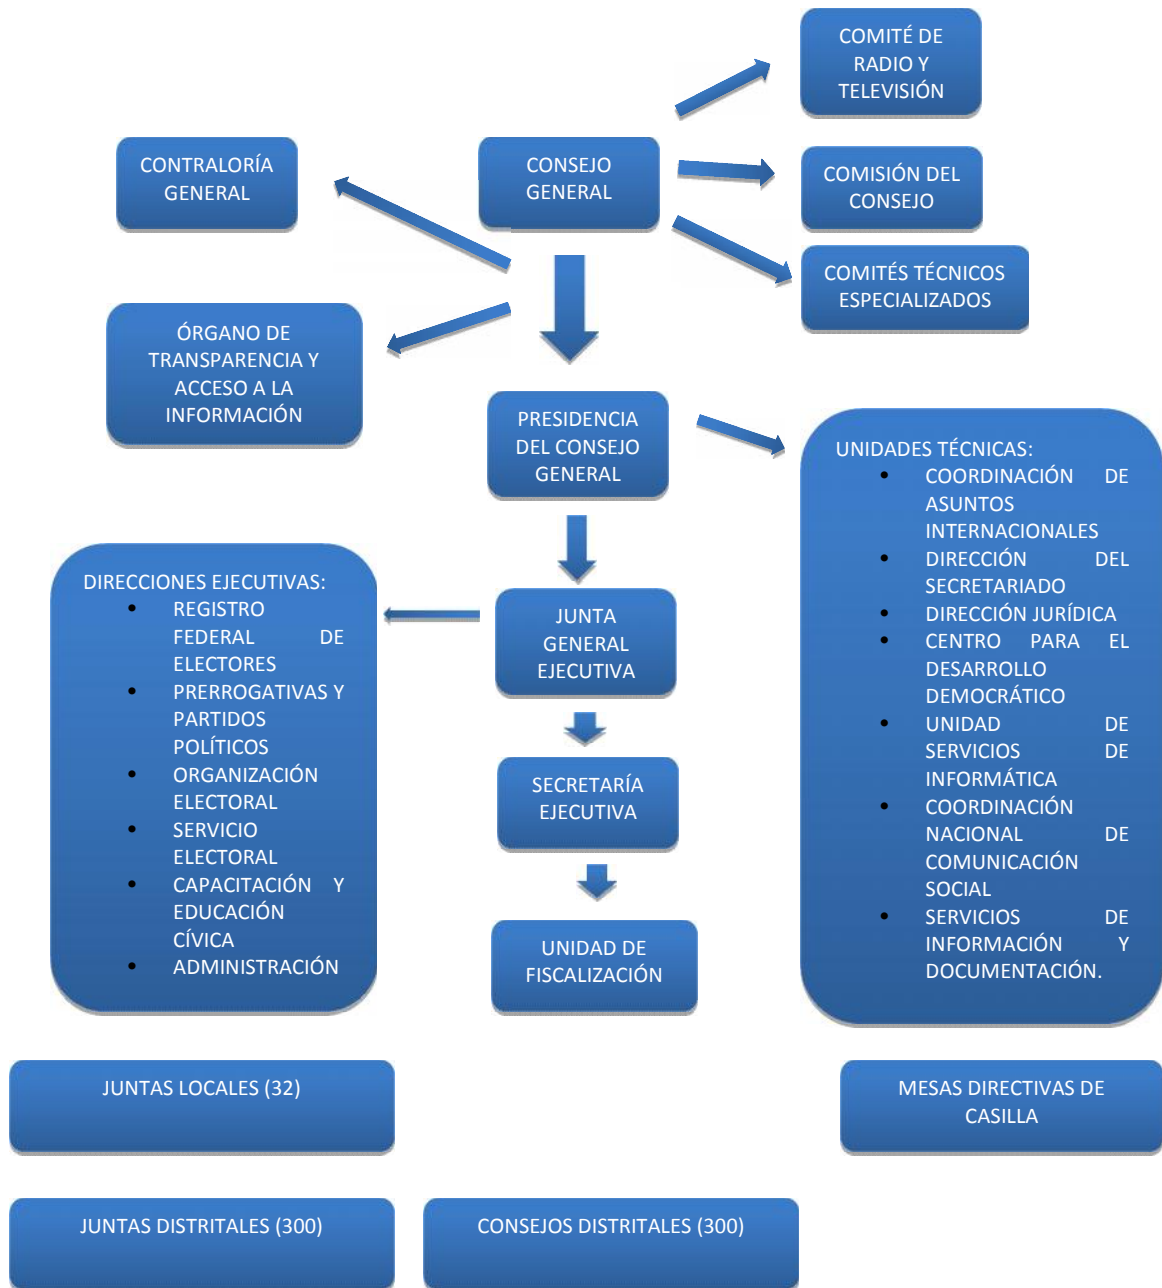 COMITÉ DE
RADIO Y
TELEVISIÓN
CONTRALORÍA
GENERAL
CONSEJO
GENERAL
COMISIÓN DEL
CONSEJO
COMITÉS TÉCNICOS
ESPECIALIZADOS
ÓRGANO DE
TRANSPARENCIA Y
ACCESO A LA
INFORMACIÓN
PRESIDENCIA
DEL CONSEJO
GENERAL
UNIDADES TÉCNICAS:
• COORDINACIÓN DE
ASUNTOS
INTERNACIONALES
• DIRECCIÓN DEL
SECRETARIADO
• DIRECCIÓN JURÍDICA
• CENTRO PARA EL
DESARROLLO
DEMOCRÁTICO
• UNIDAD DE
SERVICIOS DE
INFORMÁTICA
• COORDINACIÓN
NACIONAL DE
COMUNICACIÓN
SOCIAL
• SERVICIOS DE
INFORMACIÓN Y
DOCUMENTACIÓN.
DIRECCIONES EJECUTIVAS:
• REGISTRO
FEDERAL DE
ELECTORES
• PRERROGATIVAS Y
PARTIDOS
POLÍTICOS
• ORGANIZACIÓN
ELECTORAL
• SERVICIO
ELECTORAL
• CAPACITACIÓN Y
EDUCACIÓN
CÍVICA
• ADMINISTRACIÓN
JUNTA
GENERAL
EJECUTIVA
SECRETARÍA
EJECUTIVA
UNIDAD DE
FISCALIZACIÓN
JUNTAS LOCALES (32)
MESAS DIRECTIVAS DE
CASILLA
JUNTAS DISTRITALES (300)
CONSEJOS DISTRITALES (300)